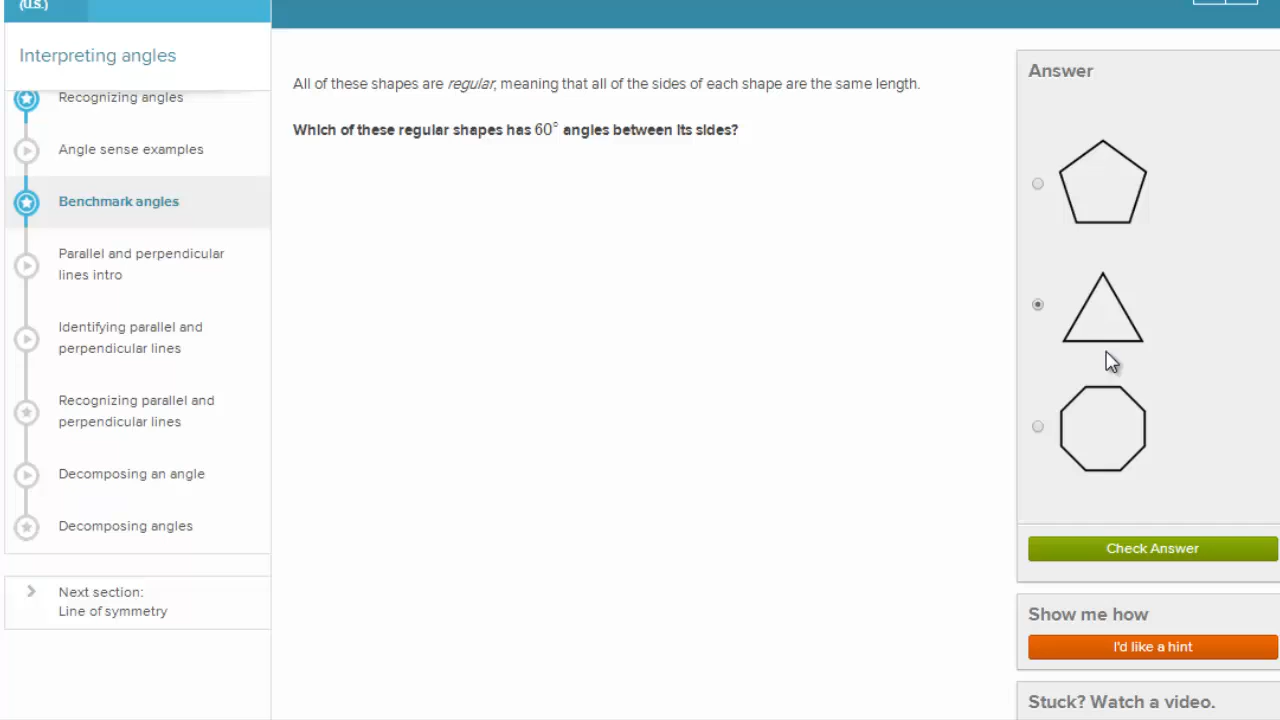 (U.S.)
Interpreting angles
Recognizing angles
Angle sense examples
Benchmark angles
Parallel and perpendicular
lines intro
Identifying parallel and
perpendicular lines
Recognizing parallel and
perpendicular lines
Decomposing an angle
Decomposing angles
Next section:
Line of symmetry
All of these shapes are regular, meaning that all of the sides of each shape are the same length.
Which of these regular shapes has 60° angles between its sides?
Answer
Check Answer
Show me how
I'd like a hint
Stuck? Watch a video.